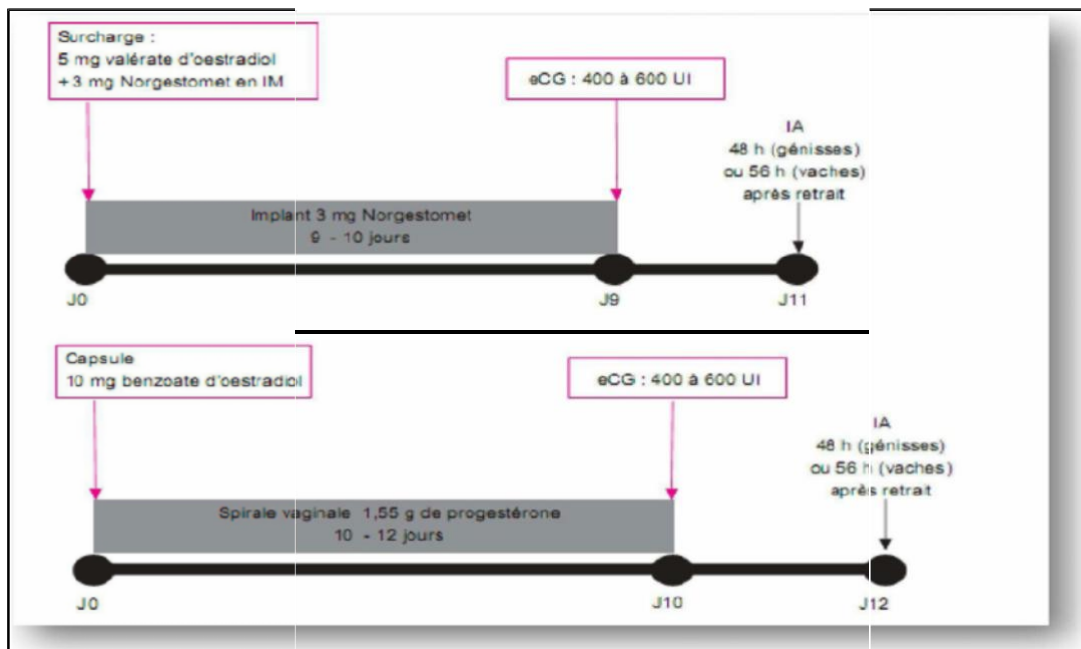 Surcharge :
5 mg valérate d'oestradiol
+3 mg Norgestomet en IM
eCG : 400 à 600 UI
IA
48 h (génisses)
ou 56 h (vaches)
après retrait
Implant 3 mg Norgestomet
9 - 10 jours
J0
J9
J11
Capsule
10 mg benzoate d'oestradiol
eCG : 400 à 600 UI
IA
48 h (génisses)
ou 56 h (vaches)
après retrait
Spirale vaginale 1,55 g de progestérone
10 - 12 jours
J0
J10
J12